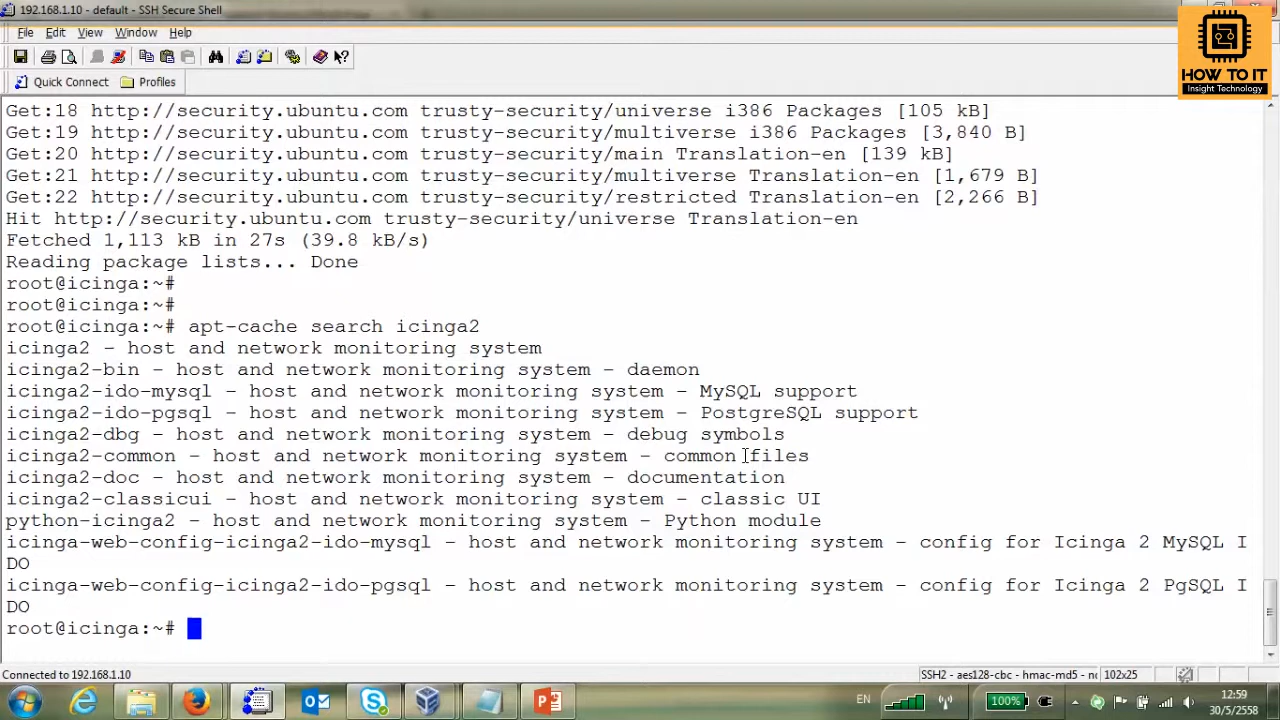 192.168.1.10 - default - SSH Secure Shell
File Edit View Window Help
Quick Connect Profiles
HOW TO IT
Insight Technology
Get:18 http://security.ubuntu.com trusty-security/universe i386 Packages [105 kB]
Get:19 http://security.ubuntu.com trusty-security/multiverse i386 Packages [3,840 B]
Get:20 http://security.ubuntu.com trusty-security/main Translation-en [139 kB]
Get:21 http://security.ubuntu.com trusty-security/multiverse Translation-en [1,679 B]
Get:22 http://security.ubuntu.com trusty-security/restricted Translation-en [2,266 B]
Hit http://security.ubuntu.com trusty-security/universe Translation-en
Fetched 1,113 kB in 27s (39.8 kB/s)
Reading package lists... Done
root@icinga:~#
root@icinga:~#
root@icinga:~# apt-cache search icinga2
icinga2 - host and network monitoring system
icinga2-bin - host and network monitoring system - daemon
icinga2-ido-mysql - host and network monitoring system - MySQL support
icinga2-ido-pgsql - host and network monitoring system - PostgreSQL support
icinga2-dbg - host and network monitoring system - debug symbols
icinga2-common - host and network monitoring system - common files
icinga2-doc - host and network monitoring system - documentation
icinga2-classicui - host and network monitoring system - classic UI
python-icinga2 - host and network monitoring system - Python module
icinga-web-config-icinga2-ido-mysql - host and network monitoring system - config for Icinga 2 MySQL I
DO
icinga-web-config-icinga2-ido-pgsql - host and network monitoring system - config for Icinga 2 PgSQL I
DO
root@icinga:~#
Connected to 192.168.1.10 SSH2 - aes128-cbc - hmac-md5 - nc 102x25
EN 100% 12:59
30/5/2558